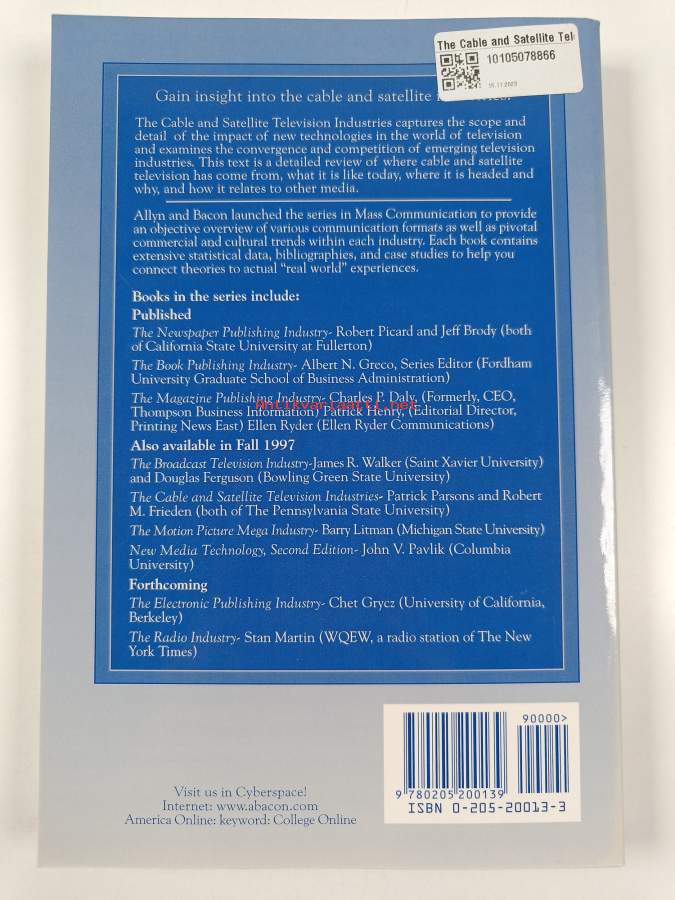 The Cable and Satellite Tel
10105078866
Gain insight into the cable and satellite
The Cable and Satellite Television Industries captures the scope and
detail of the impact of new technologies in the world of television
and examines the convergence and competition of emerging television
industries. This text is a detailed review of where cable and satellite
television has come from, what it is like today, where it is headed and
why, and how it relates to other media.
Allyn and Bacon launched the series in Mass Communication to provide
an objective overview of various communication formats as well as pivotal
commercial and cultural trends within each industry. Each book contains
extensive statistical data, bibliographies, and case studies to help you
connect theories to actual “real world” experiences.
Books in the series include:
Published
The Newspaper Publishing Industry- Robert Picard and Jeff Brody (both
of California State University at Fullerton)
The Book Publishing Industry- Albert N. Greco, Series Editor (Fordham
University Graduate School of Business Administration)
The Magazine Publishing Industry- Charles P. Daly, (Formerly, CEO,
Antikvariaatti.net
Thompson Business Information) Patrick Henry, (Editorial Director,
Printing News East) Ellen Ryder (Ellen Ryder Communications)
Also available in Fall 1997
The Broadcast Television Industry-James R. Walker (Saint Xavier University)
and Douglas Ferguson (Bowling Green State University)
The Cable and Satellite Television Industries- Patrick Parsons and Robert
M. Frieden (both of The Pennsylvania State University)
The Motion Picture Mega Industry- Barry Litman (Michigan State University)
New Media Technology, Second Edition- John V. Pavlik (Columbia
University)
Forthcoming
The Electronic Publishing Industry- Chet Grycz (University of California,
Berkeley)
The Radio Industry- Stan Martin (WQEW, a radio station of The New
York Times)
90000>
9 780205 200139
ISBN 0-205-20013-3
Visit us in Cyberspace!
Internet: www.abacon.com
America Online: keyword: College Online